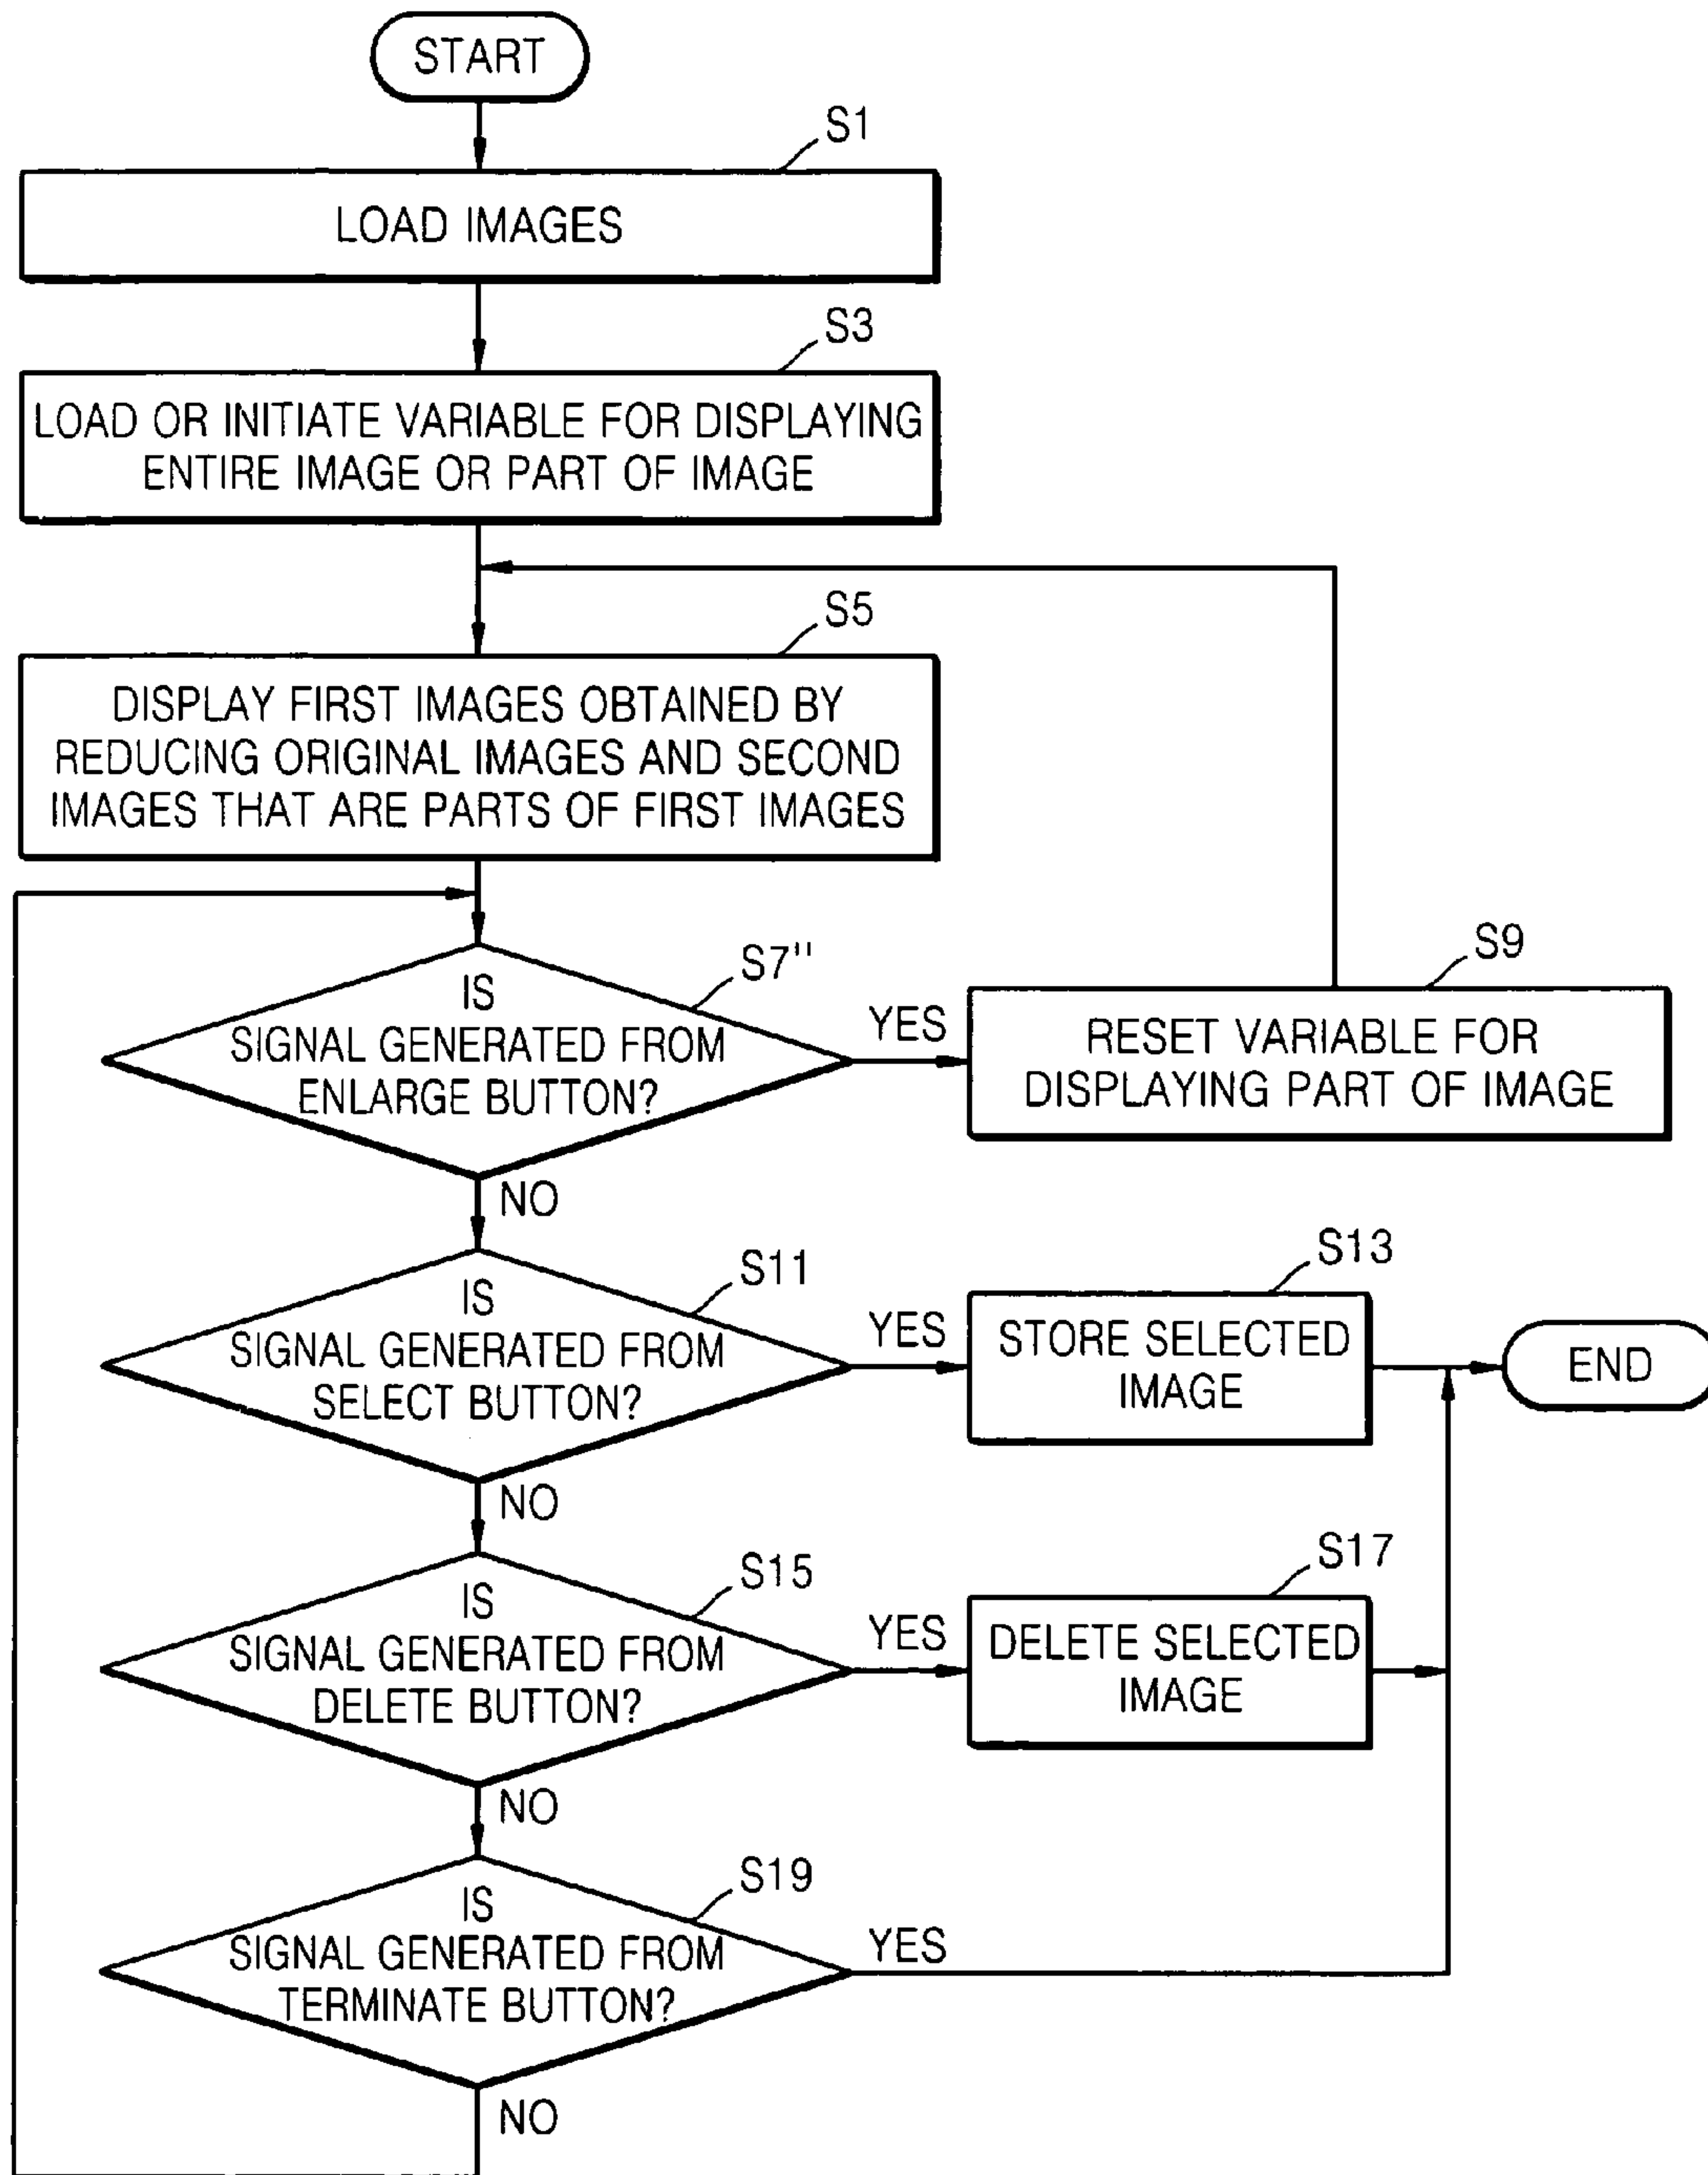 START
S1
LOAD IMAGES
S3
LOAD OR INITIATE VARIABLE FOR DISPLAYING
ENTIRE IMAGE OR PART OF IMAGE
S5
DISPLAY FIRST IMAGES OBTAINED BY
REDUCING ORIGINAL IMAGES AND SECOND
IMAGES THAT ARE PARTS OF FIRST IMAGES
S7"
IS
SIGNAL GENERATED FROM
ENLARGE BUTTON?
YES
S9
RESET VARIABLE FOR
DISPLAYING PART OF IMAGE
NO
S11
IS
SIGNAL GENERATED FROM
SELECT BUTTON?
YES
S13
STORE SELECTED
IMAGE
END
NO
S15
IS
SIGNAL GENERATED FROM
DELETE BUTTON?
YES
S17
DELETE SELECTED
IMAGE
NO
S19
IS
SIGNAL GENERATED FROM
TERMINATE BUTTON?
YES
NO